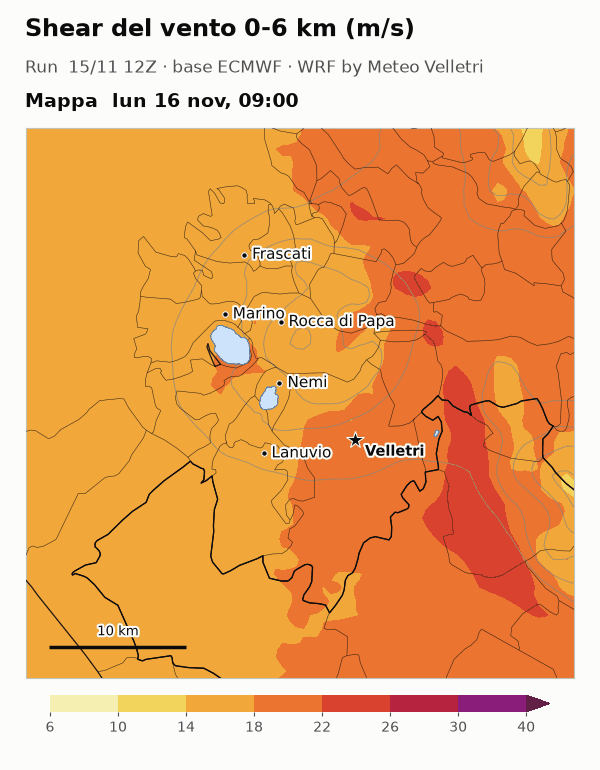 Shear del vento 0-6 km (m/s)
Run  15/11 12Z · base ECMWF · WRF by Meteo Velletri
Mappa  lun 16 nov, 09:00
Frascati
Marino
Rocca di Papa
Nemi
Velletri
Lanuvio
10 km
6 10 14 18 22 26 30 40